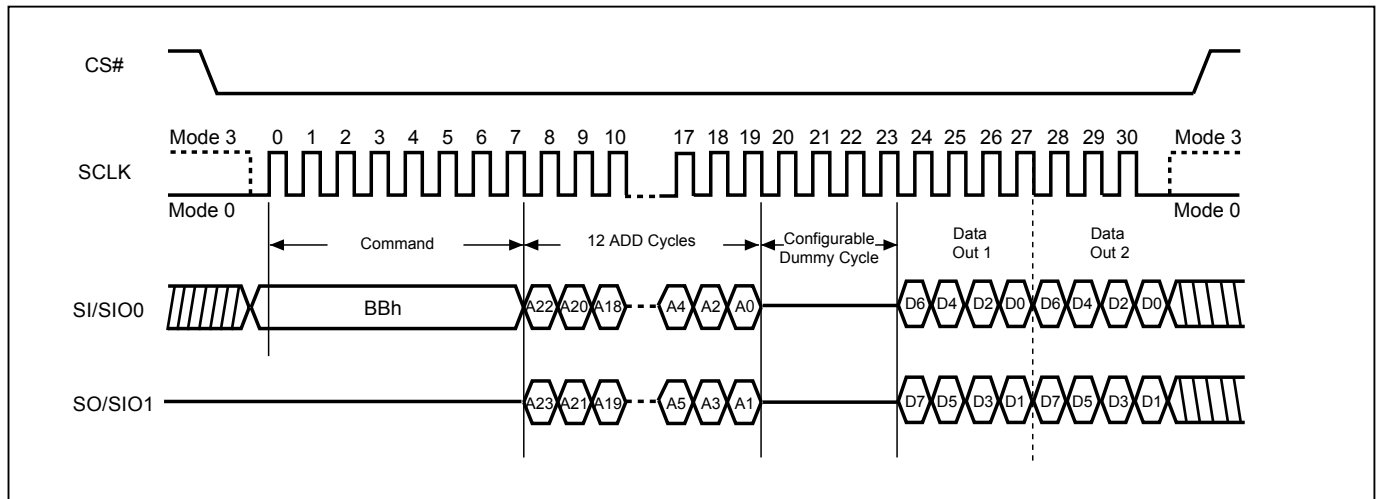 CS#
Mode 3 0 1 2 3 4 5 6 7 8 9 10 17 18 19 20 21 22 23 24 25 26 27 28 29 30 Mode 3
SCLK
Mode 0 Mode 0
Command 12 ADD Cycles Configurable Dummy Cycle Data Out 1 Data Out 2
SI/SIO0 BBh A22 A20 A18 A4 A2 A0 D6 D4 D2 D0 D6 D4 D2 D0
SO/SIO1 A23 A21 A19 A5 A3 A1 D7 D5 D3 D1 D7 D5 D3 D1